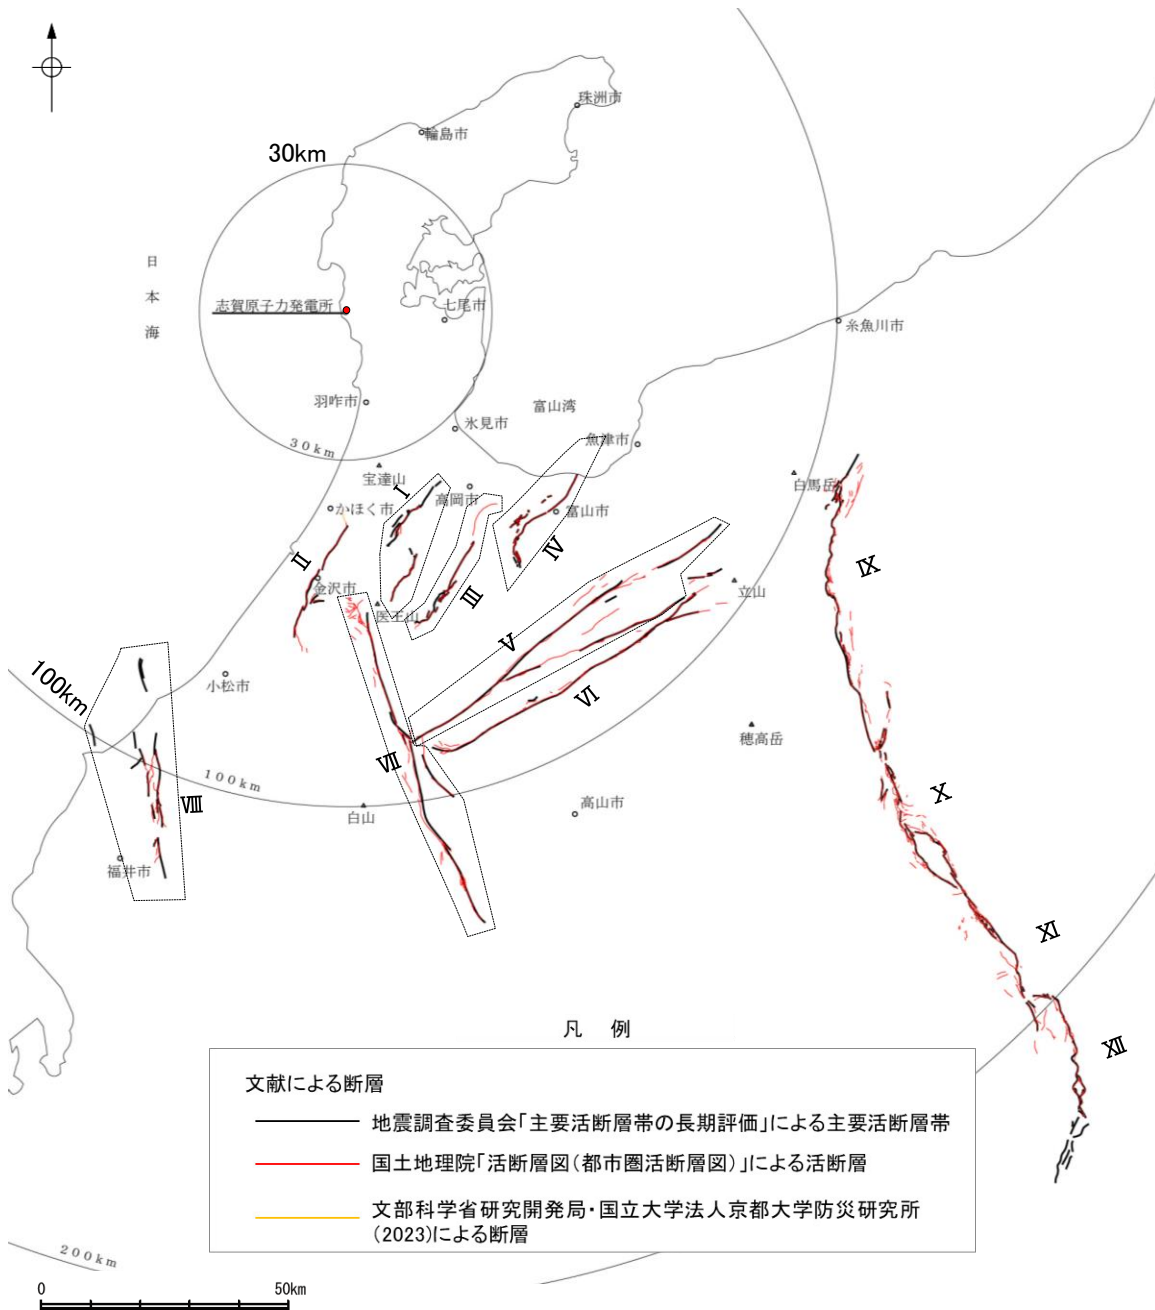 珠洲市
輪島市
30km
日本海
志賀原子力発電所
七尾市
糸魚川市
羽咋市
富山湾
氷見市
魚津市
30km
宝達山
白馬岳
I
高岡市
かほく市
富山市
IV
II
IX
金沢市
立山
医王山
III
V
100km
小松市
VI
穂高岳
VII
100km
X
VIII
白山
高山市
福井市
XI
凡 例
XII
文献による断層
地震調査委員会「主要活断層帯の長期評価」による主要活断層帯
国土地理院「活断層図(都市圏活断層図)」による活断層
文部科学省研究開発局・国立大学法人京都大学防災研究所
(2023)による断層
200km
0 50km